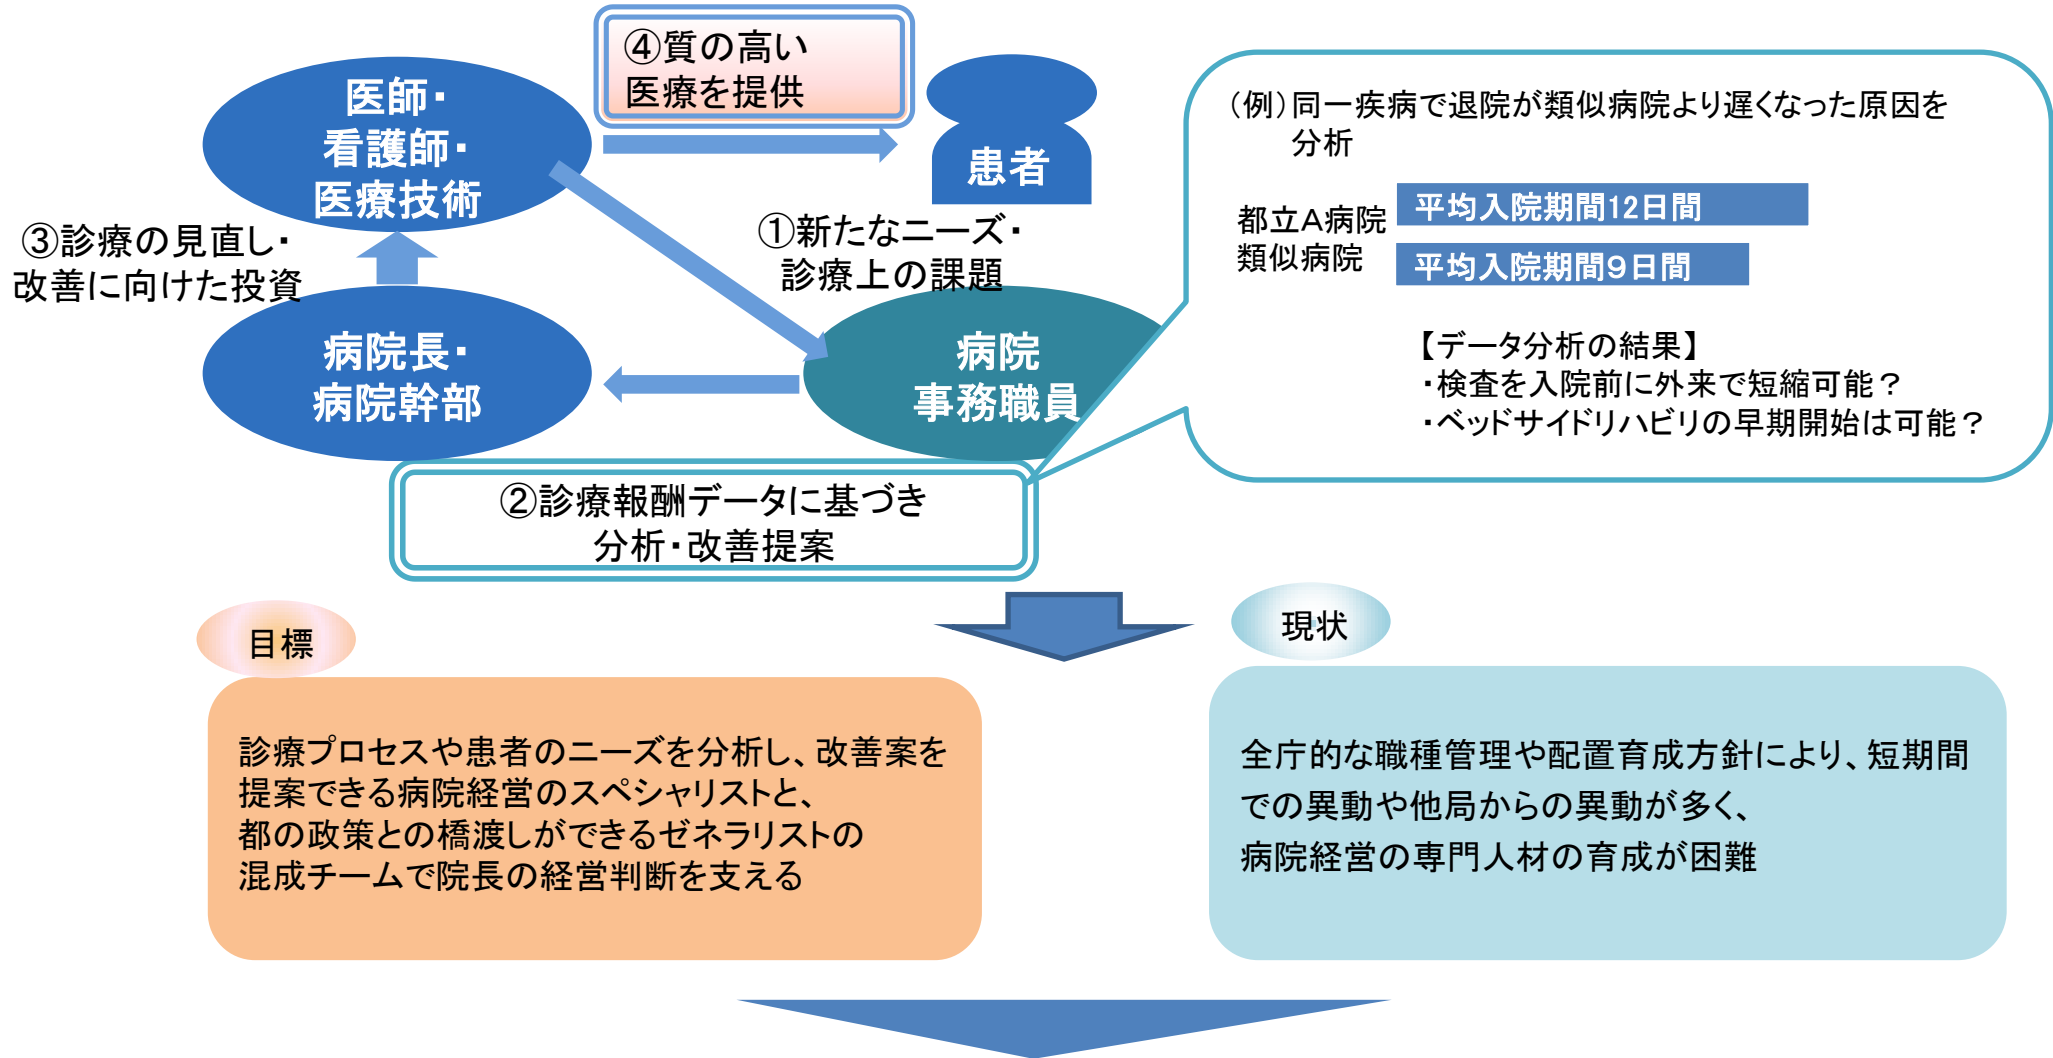 ④質の高い
医療を提供
医師・
看護師・
医療技術
患者
①新たなニーズ・
診療上の課題
③診療の見直し・
改善に向けた投資
病院長・
病院幹部
病院
事務職員
②診療報酬データに基づき
分析・改善提案
(例)同一疾病で退院が類似病院より遅くなった原因を
分析
都立A病院
平均入院期間12日間
類似病院
平均入院期間9日間
【データ分析の結果】
・検査を入院前に外来で短縮可能？
・ベッドサイドリハビリの早期開始は可能？
目標
診療プロセスや患者のニーズを分析し、改善案を
提案できる病院経営のスペシャリストと、
都の政策との橋渡しができるゼネラリストの
混成チームで院長の経営判断を支える
現状
全庁的な職種管理や配置育成方針により、短期間
での異動や他局からの異動が多く、
病院経営の専門人材の育成が困難